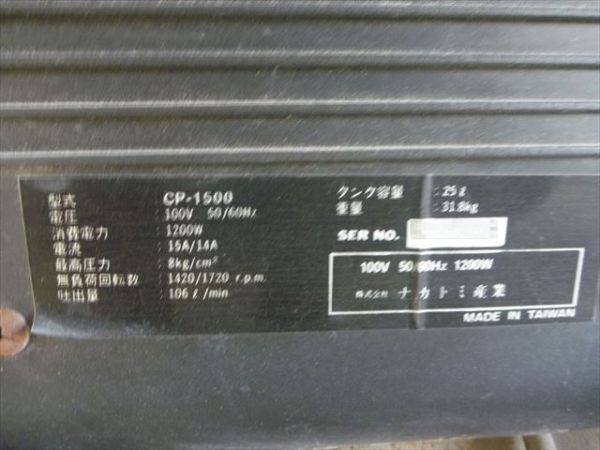 型式 CP-1500
電圧 :100V 50/60Hz
消費電力 :1200W
電流 :15A/14A
最高圧力 :8kg/cm²
無負荷回転数 :1420/1720 r.p.m.
吐出量 :106ℓ/min
タンク容量 :25ℓ
重量 :31.8kg
SER NO.
100V 50/60Hz 1200W
株式会社 ナカトミ産業
MADE IN TAIWAN